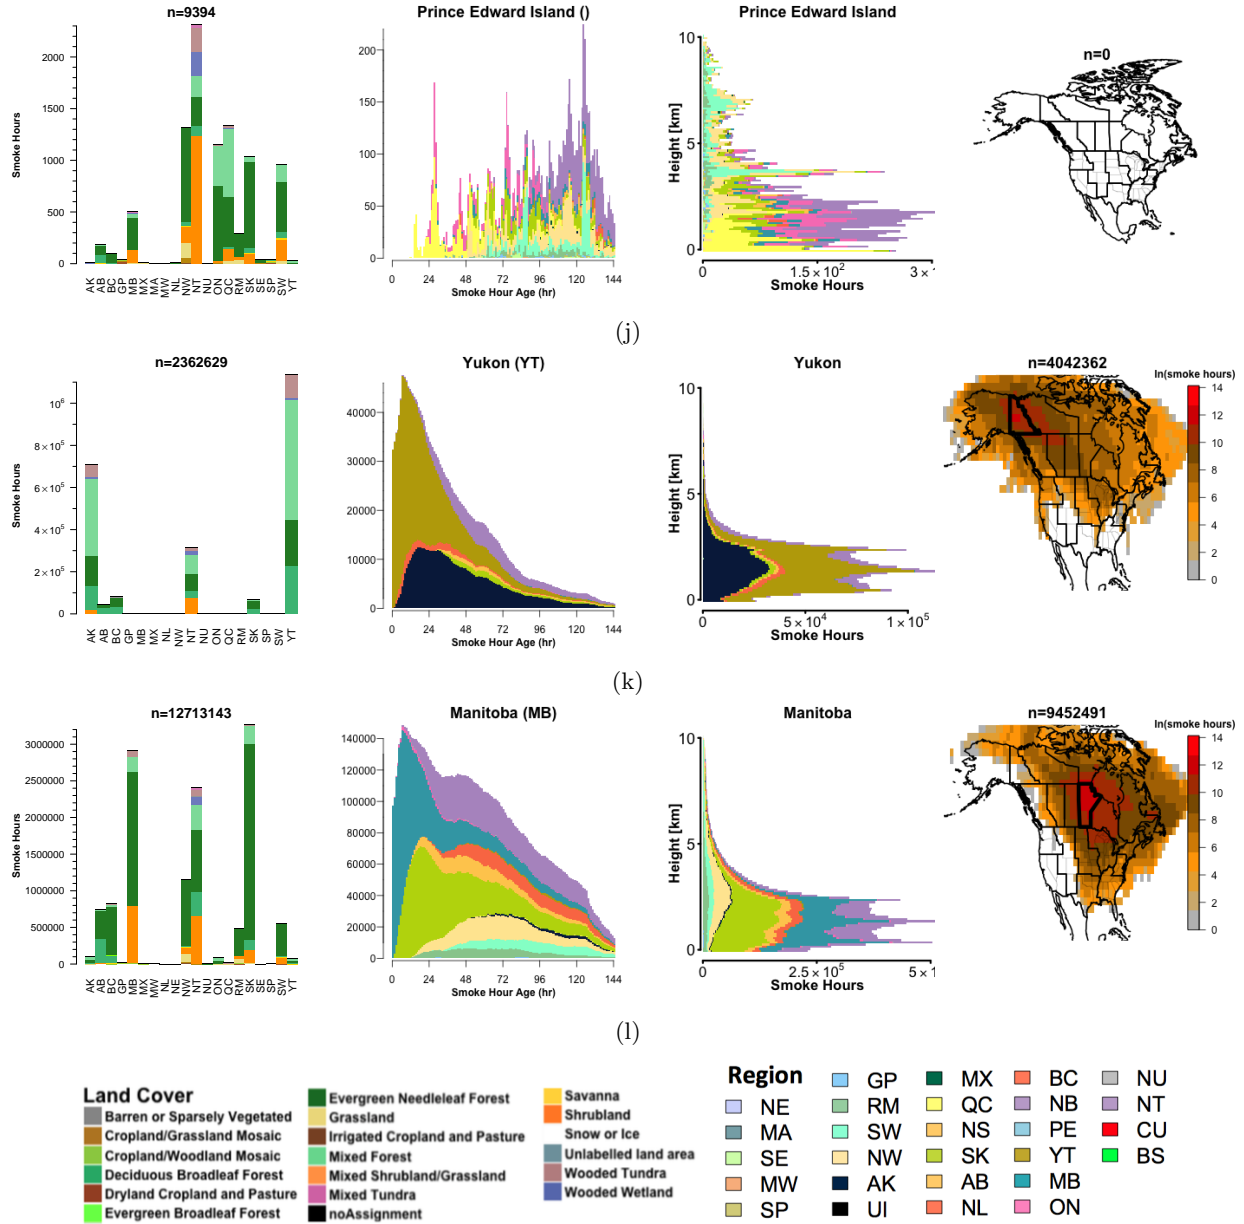 n=9394
Prince Edward Island ()
Prince Edward Island
n=0
Smoke Hours
2000
1500
1000
500
0
AK AB BC GP MB MX MA MW NL NW NT NU ON QC RM SK SE SP SW YT
200
150
100
50
0
0 24 48 72 96 120 144
Smoke Hour Age (hr)
Height [km]
10
5
0
0 1.5×10² 3×
Smoke Hours
(j)
n=2362629
Yukon (YT)
Yukon
n=4042362
Smoke Hours
10⁶
8×10⁵
6×10⁵
4×10⁵
2×10⁵
0
AK AB BC GP MB MX NL NW NT NU ON QC RM SK SP SW YT
40000
30000
20000
10000
0
0 24 48 72 96 120 144
Smoke Hour Age (hr)
Height [km]
10
5
0
0 5×10⁴ 1×10⁵
Smoke Hours
ln(smoke hours)
14
12
10
8
6
4
2
0
(k)
n=12713143
Manitoba (MB)
Manitoba
n=9452491
Smoke Hours
3000000
2500000
2000000
1500000
1000000
500000
0
AK AB BC GP MB MX MW NL NE NW NT NU ON QC RM SK SE SP SW YT
140000
120000
100000
80000
60000
40000
20000
0
0 24 48 72 96 120 144
Smoke Hour Age (hr)
Height [km]
10
5
0
0 2.5×10⁵ 5×1
Smoke Hours
ln(smoke hours)
14
12
10
8
6
4
2
0
(l)
Land Cover
Barren or Sparsely Vegetated
Cropland/Grassland Mosaic
Cropland/Woodland Mosaic
Deciduous Broadleaf Forest
Dryland Cropland and Pasture
Evergreen Broadleaf Forest
Evergreen Needleleaf Forest
Grassland
Irrigated Cropland and Pasture
Mixed Forest
Mixed Shrubland/Grassland
Mixed Tundra
noAssignment
Savanna
Shrubland
Snow or Ice
Unlabelled land area
Wooded Tundra
Wooded Wetland
Region
NE
MA
SE
MW
SP
GP
RM
SW
NW
AK
UI
MX
QC
NS
SK
AB
NL
BC
NB
PE
YT
MB
ON
NU
NT
CU
BS